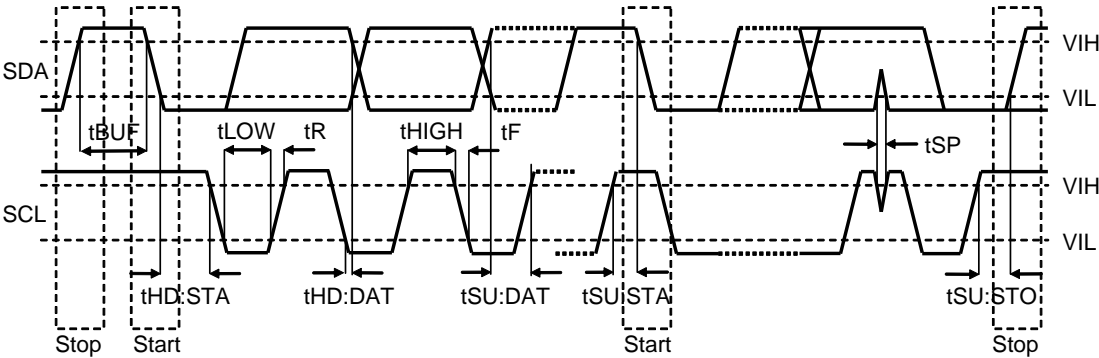 VIH
SDA
VIL
tBUF
tLOW
tR
tHIGH
tF
tSP
VIH
SCL
VIL
tHD:STA
tHD:DAT
tSU:DAT
tSU:STA
tSU:STO
Stop
Start
Start
Stop